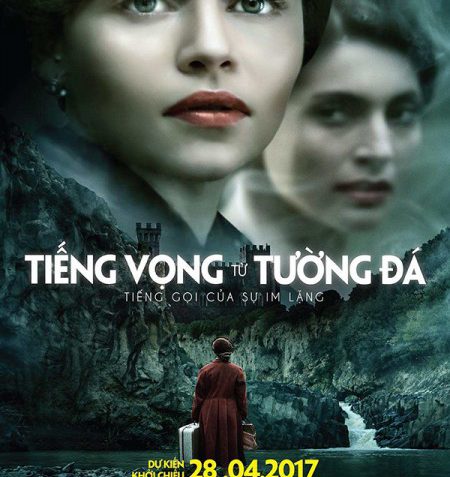 TIẾNG VỌNG TỪ TƯỜNG ĐÁ
TIẾNG GỌI CỦA SỰ IM LẶNG
DỰ KIẾN
KHỞI CHIẾU 28 .04.2017